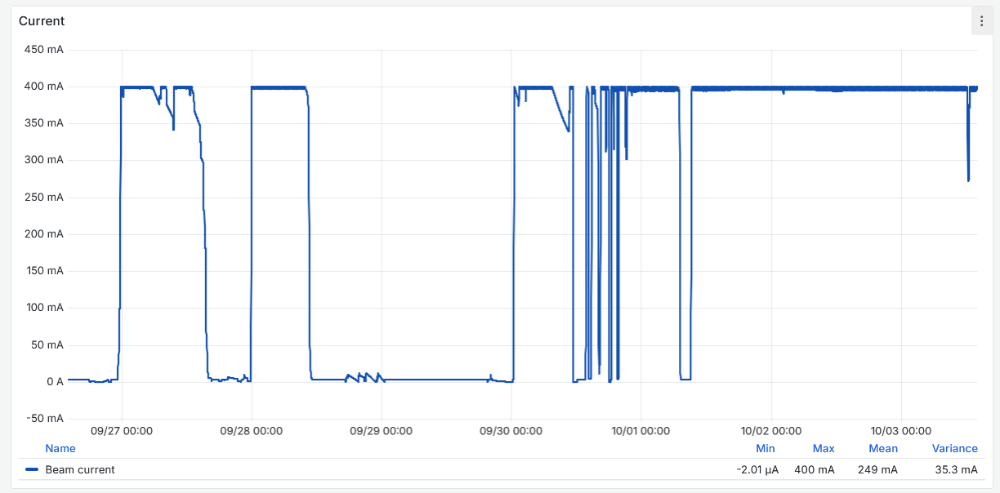 Current
450 mA
400 mA
350 mA
300 mA
250 mA
200 mA
150 mA
100 mA
50 mA
0 A
-50 mA
09/27 00:00 09/28 00:00 09/29 00:00 09/30 00:00 10/01 00:00 10/02 00:00 10/03 00:00
Name Min Max Mean Variance
Beam current -2.01 µA 400 mA 249 mA 35.3 mA